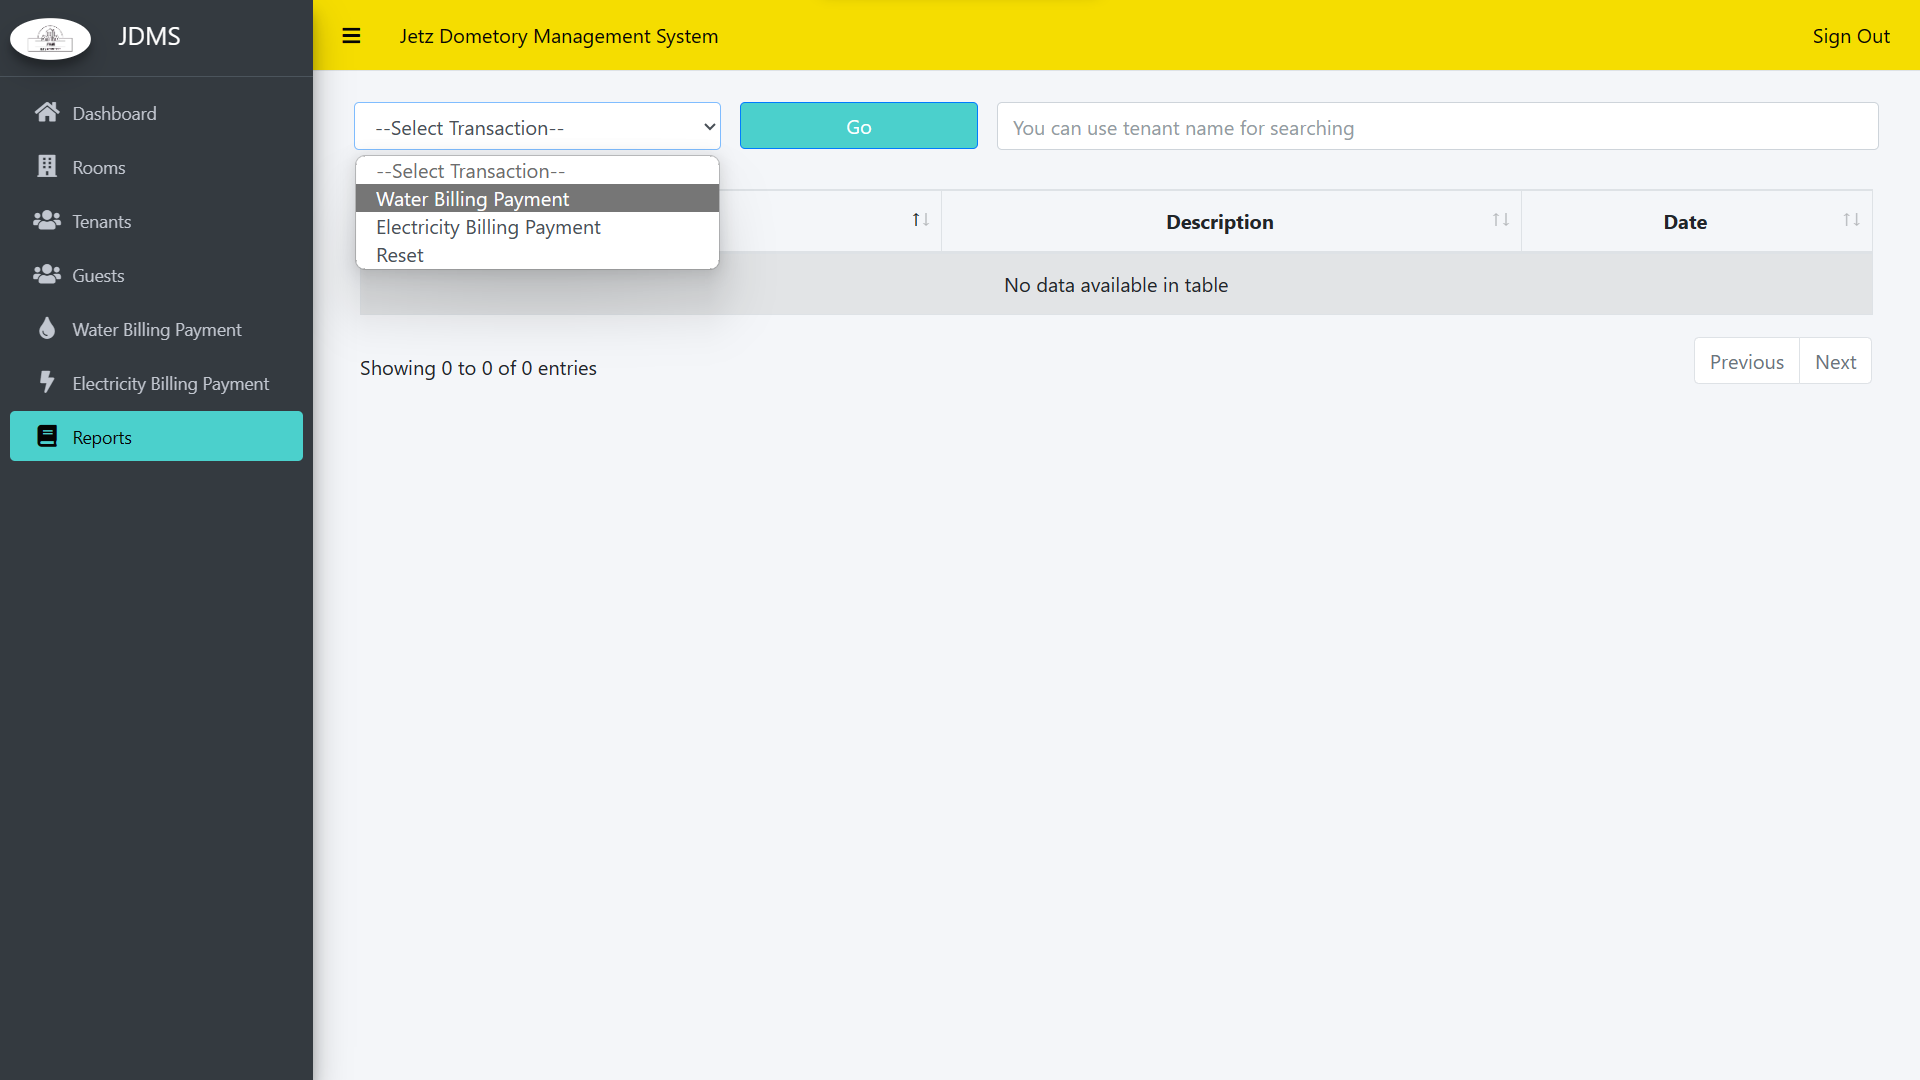 JDMS
Jetz Dometory Management System
Sign Out
Dashboard
Rooms
Tenants
Guests
Water Billing Payment
Electricity Billing Payment
Reports
--Select Transaction--
Go
You can use tenant name for searching
--Select Transaction--
Water Billing Payment
Electricity Billing Payment
Reset
Description
Date
No data available in table
Showing 0 to 0 of 0 entries
Previous
Next